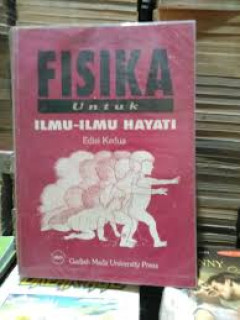 FISIKA
Untuk
ILMU-ILMU HAYATI
Edisi Kedua
Gadjah Mada University Press